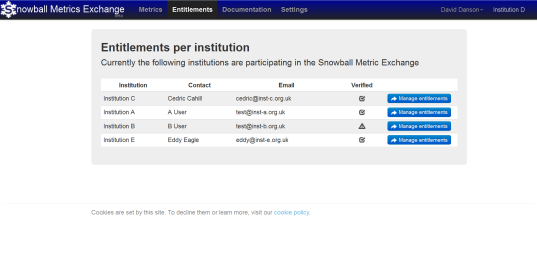 Snowball Metrics Exchange Metrics Entitlements Documentation Settings David Danson Institution D
Entitlements per institution
Currently the following institutions are participating in the Snowball Metric Exchange
Institution Contact Email Verified
Institution C Cedric Cahill cedric@inst-c.org.uk Manage entitlements
Institution A A User test@inst-a.org.uk Manage entitlements
Institution B B User test@inst-b.org.uk Manage entitlements
Institution E Eddy Eagle eddy@inst-e.org.uk Manage entitlements
Cookies are set by this site. To decline them or learn more, visit our cookie policy.